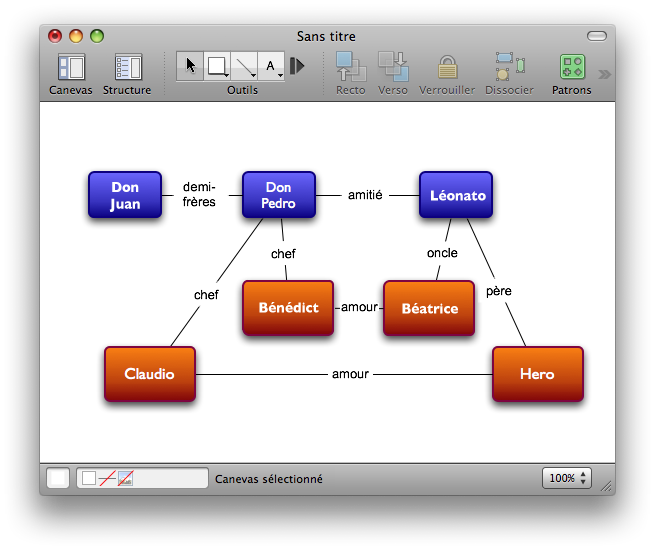 Sans titre
Canevas
Structure
A
Outils
Recto
Verso
Verrouiller
Dissocier
Patrons
Don
Juan
demi-
frères
Don
Pedro
amitié
Léonato
chef
oncle
chef
père
Bénédict
amour
Béatrice
Claudio
amour
Hero
Canevas sélectionné
100%